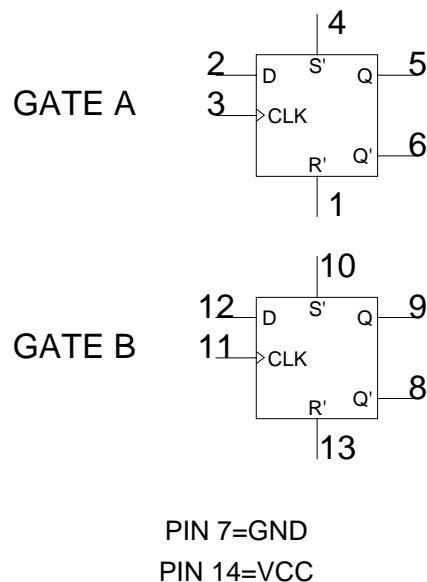 4
2 D S' Q 5
GATE A 3 CLK
Q' 6
R'
1
10
12 D S' Q 9
GATE B 11 CLK
Q' 8
R'
13
PIN 7=GND
PIN 14=VCC